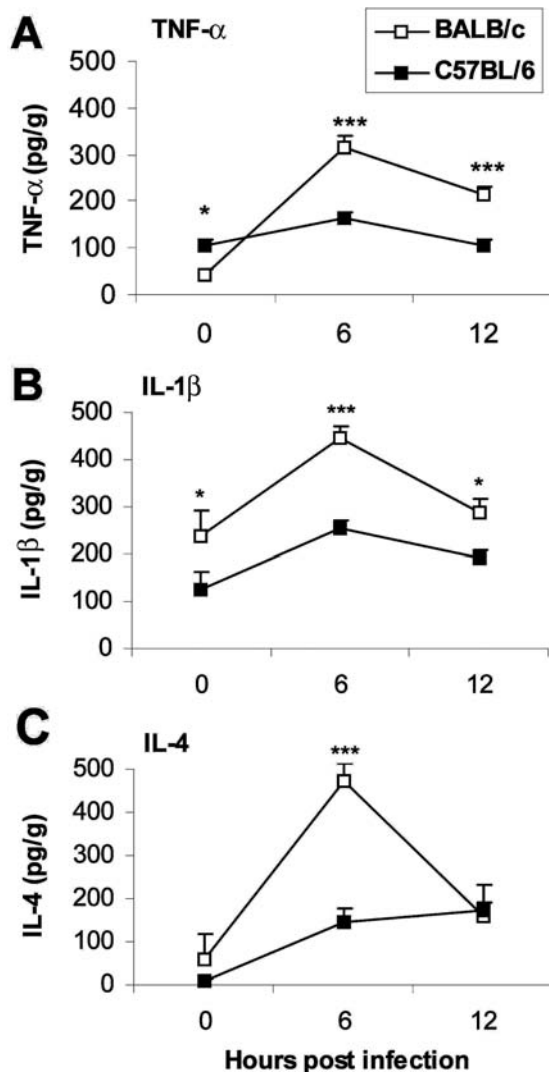 A
TNF-α
BALB/c
C57BL/6
TNF-α (pg/g)
500
400
300
200
100
0
*
***
***
0 6 12
B
IL-1β
IL-1β (pg/g)
500
400
300
200
100
0
*
***
*
0 6 12
C
IL-4
IL-4 (pg/g)
500
400
300
200
100
0
***
0 6 12
Hours post infection